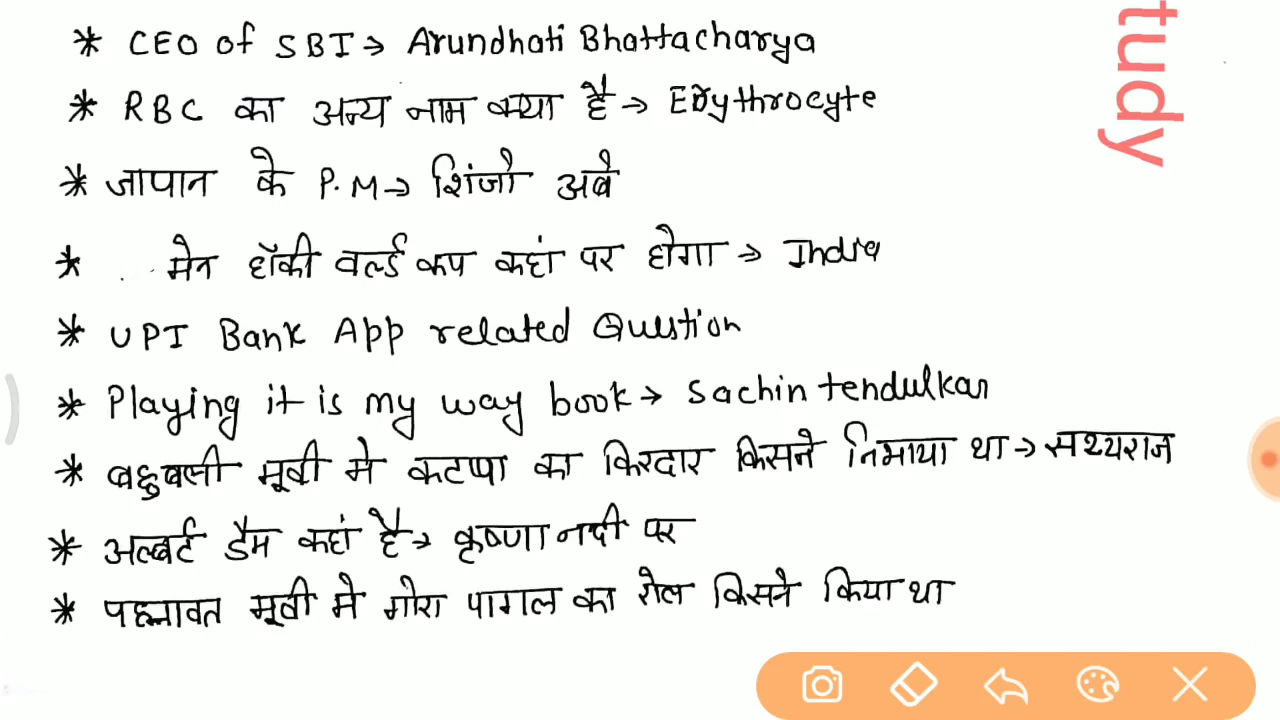 * CEO of SBI → Arundhati Bhattacharya
* RBC का अन्य नाम क्या है → Erythrocyte
* जापान के P.M → शिंजो अबे
* मेन हॉकी वर्ल्ड कप कहां पर होगा → India
* UPI Bank App related Question
* Playing it is my way book → Sachin tendulkar
* बहुबली मूवी मे कटप्पा का किरदार किसने निभाया था → सथ्यराज
* अल्बर्ट डैम कहां है → कृष्णा नदी पर
* पद्मावत मूवी मे गोरा पागल का रोल किसने किया था
tudy